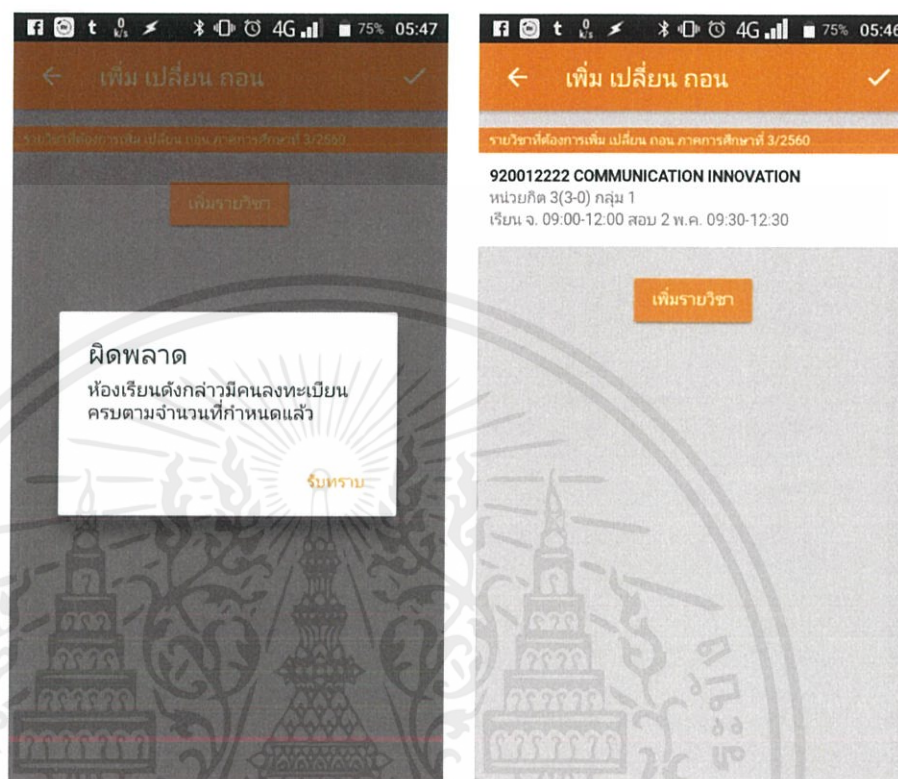 t 0 k/s 4G 75% 05:47
เพิ่ม เปลี่ยน ถอน
รายวิชาที่ต้องการเพิ่ม เปลี่ยน ถอน ภาคการศึกษาที่ 3/2560
เพิ่มรายวิชา
ผิดพลาด
ห้องเรียนดังกล่าวมีคนลงทะเบียน
ครบตามจำนวนที่กำหนดแล้ว
รับทราบ
t 0 k/s 4G 75% 05:46
เพิ่ม เปลี่ยน ถอน
รายวิชาที่ต้องการเพิ่ม เปลี่ยน ถอน ภาคการศึกษาที่ 3/2560
920012222 COMMUNICATION INNOVATION
หน่วยกิต 3(3-0) กลุ่ม 1
เรียน จ. 09:00-12:00 สอบ 2 พ.ค. 09:30-12:30
เพิ่มรายวิชา